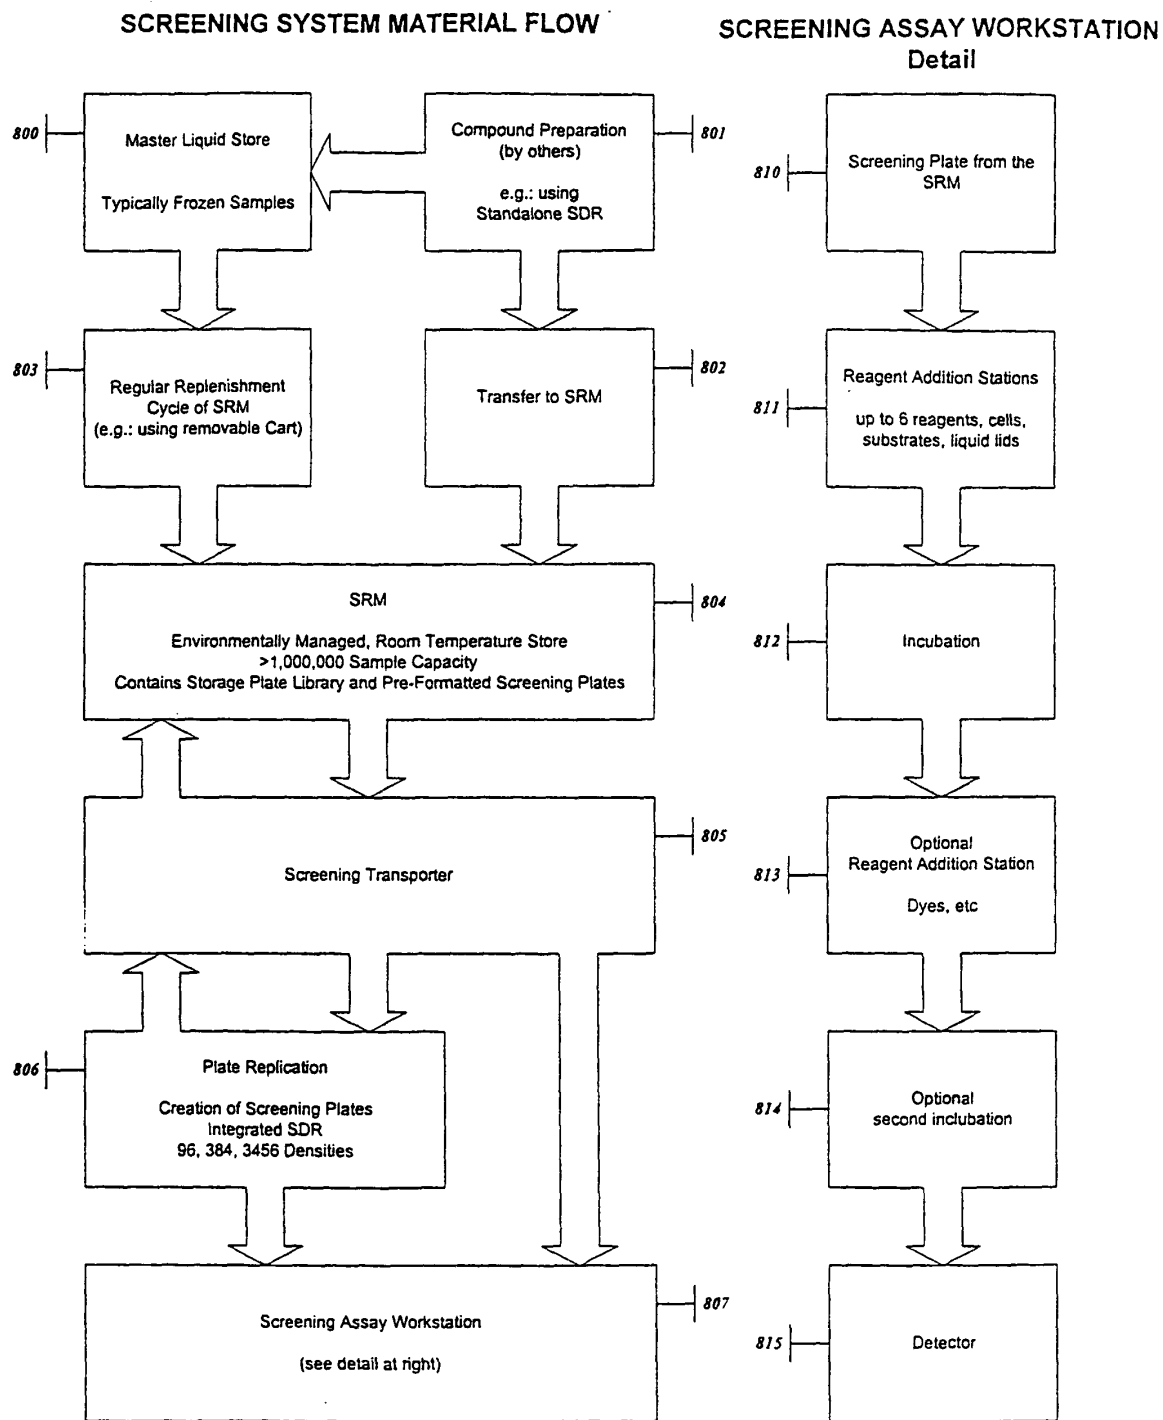 SCREENING SYSTEM MATERIAL FLOW
SCREENING ASSAY WORKSTATION
Detail
800
Master Liquid Store
Typically Frozen Samples
Compound Preparation
(by others)
e.g.: using
Standalone SDR
801
803
Regular Replenishment
Cycle of SRM
(e.g.: using removable Cart)
Transfer to SRM
802
SRM
Environmentally Managed, Room Temperature Store
>1,000,000 Sample Capacity
Contains Storage Plate Library and Pre-Formatted Screening Plates
804
Screening Transporter
805
806
Plate Replication
Creation of Screening Plates
Integrated SDR
96, 384, 3456 Densities
Screening Assay Workstation
(see detail at right)
807
810
Screening Plate from the
SRM
811
Reagent Addition Stations
up to 6 reagents, cells,
substrates, liquid lids
812
Incubation
813
Optional
Reagent Addition Station
Dyes, etc
814
Optional
second inclubation
815
Detector